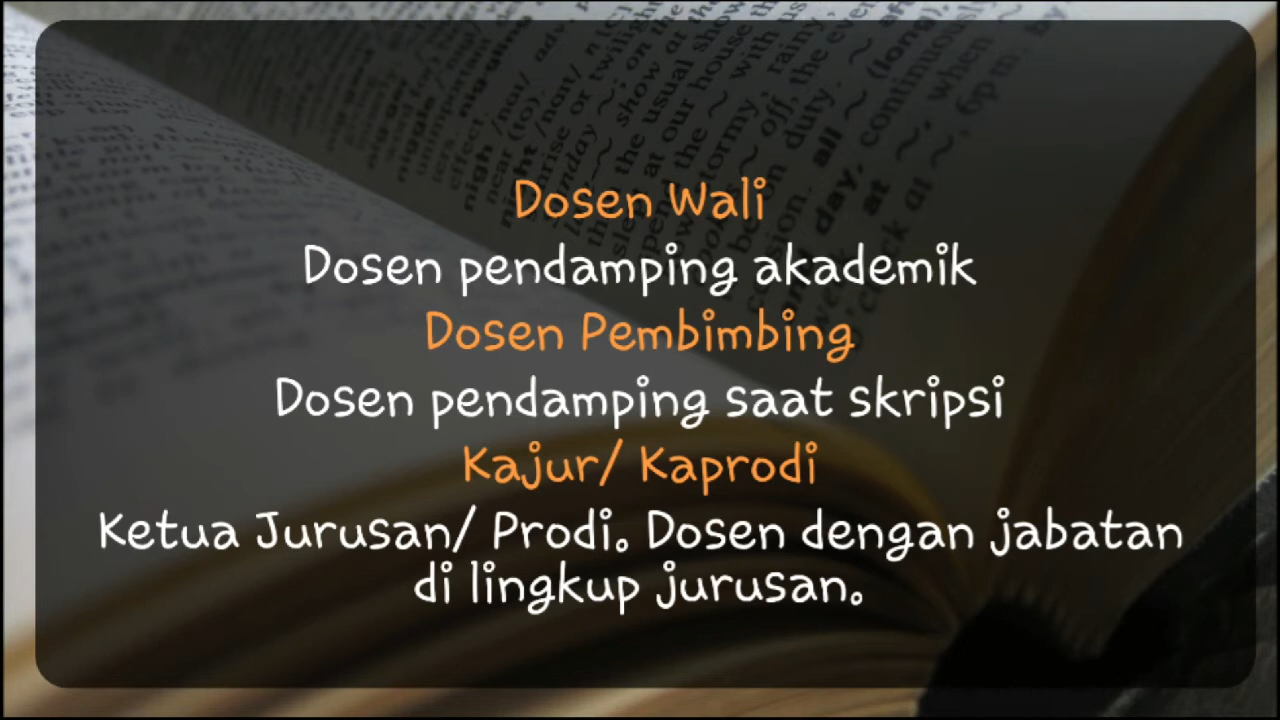 Dosen Wali
Dosen pendamping akademik
Dosen Pembimbing
Dosen pendamping saat skripsi
Kajur/ Kaprodi
Ketua Jurusan/ Prodi. Dosen dengan jabatan
di lingkup jurusan.